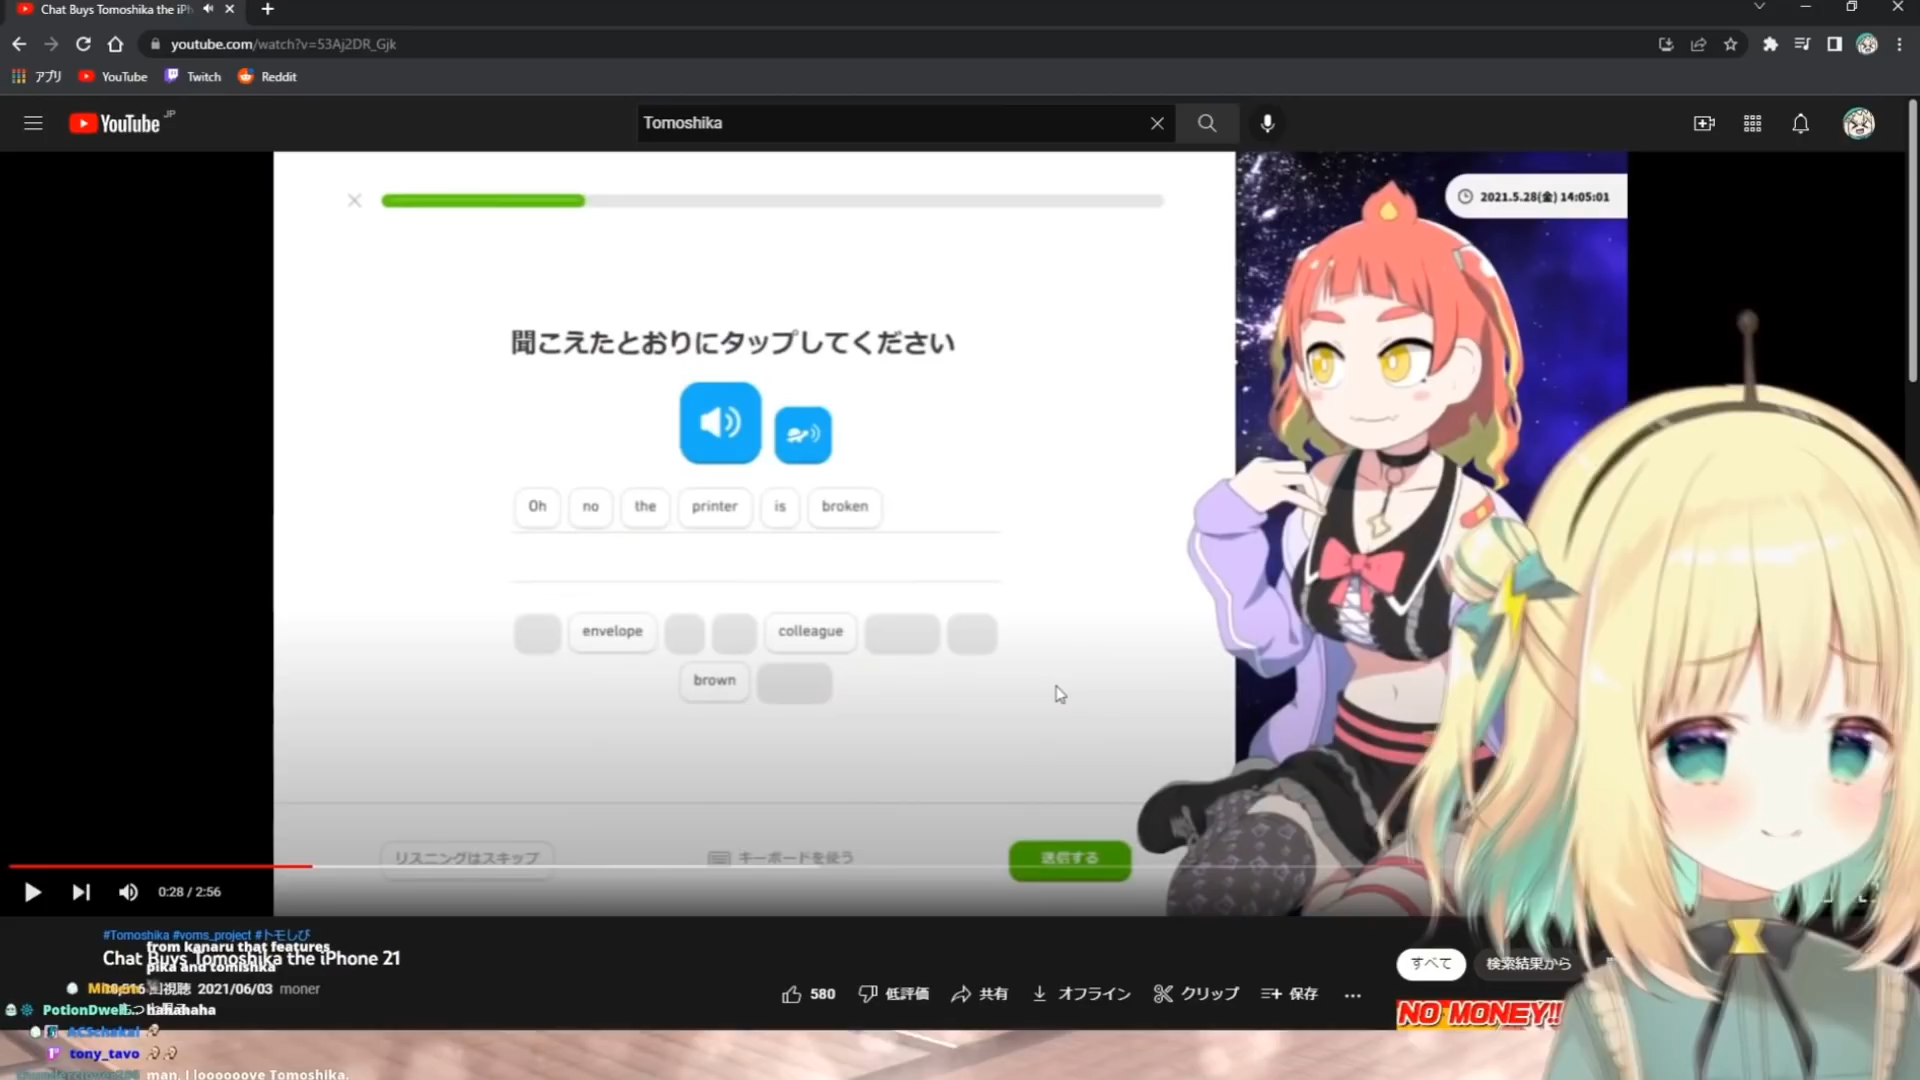 Chat Buys Tomoshika the iPh
youtube.com/watch?v=53Aj2DR_Gjk
アプリ YouTube Twitch Reddit
YouTube JP
Tomoshika
2021.5.28(金) 14:05:01
聞こえたとおりにタップしてください
Oh no the printer is broken
envelope colleague
brown
リスニングはスキップ キーボードを使う 送信する
0:28 / 2:56
#Tomoshika #voms_project #トモしび
from kanaru that features
Chat Buys Tomoshika the iPhone 21
pika and tomishka
回視聴 2021/06/03 moner
580 低評価 共有 オフライン クリップ 保存
すべて 検索結果から
NO MONEY!!
hahahaha
ACSchakal
tony_tavo
man, I loooooove Tomoshika.